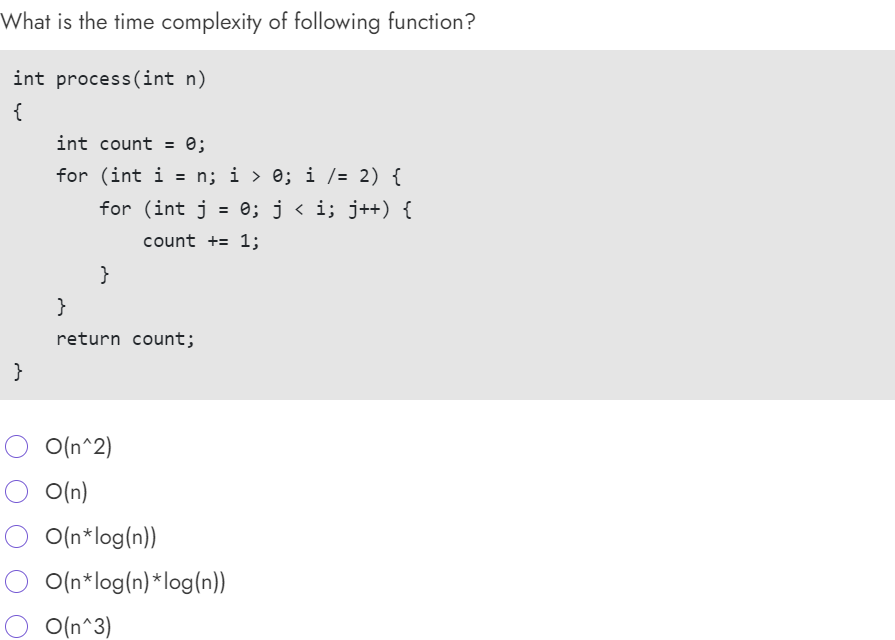 What is the time complexity of following function?
int process(int n)
{
    int count = 0;
    for (int i = n; i > 0; i /= 2) {
        for (int j = 0; j < i; j++) {
            count += 1;
        }
    }
    return count;
}
O(n^2)
O(n)
O(n*log(n))
O(n*log(n)*log(n))
O(n^3)